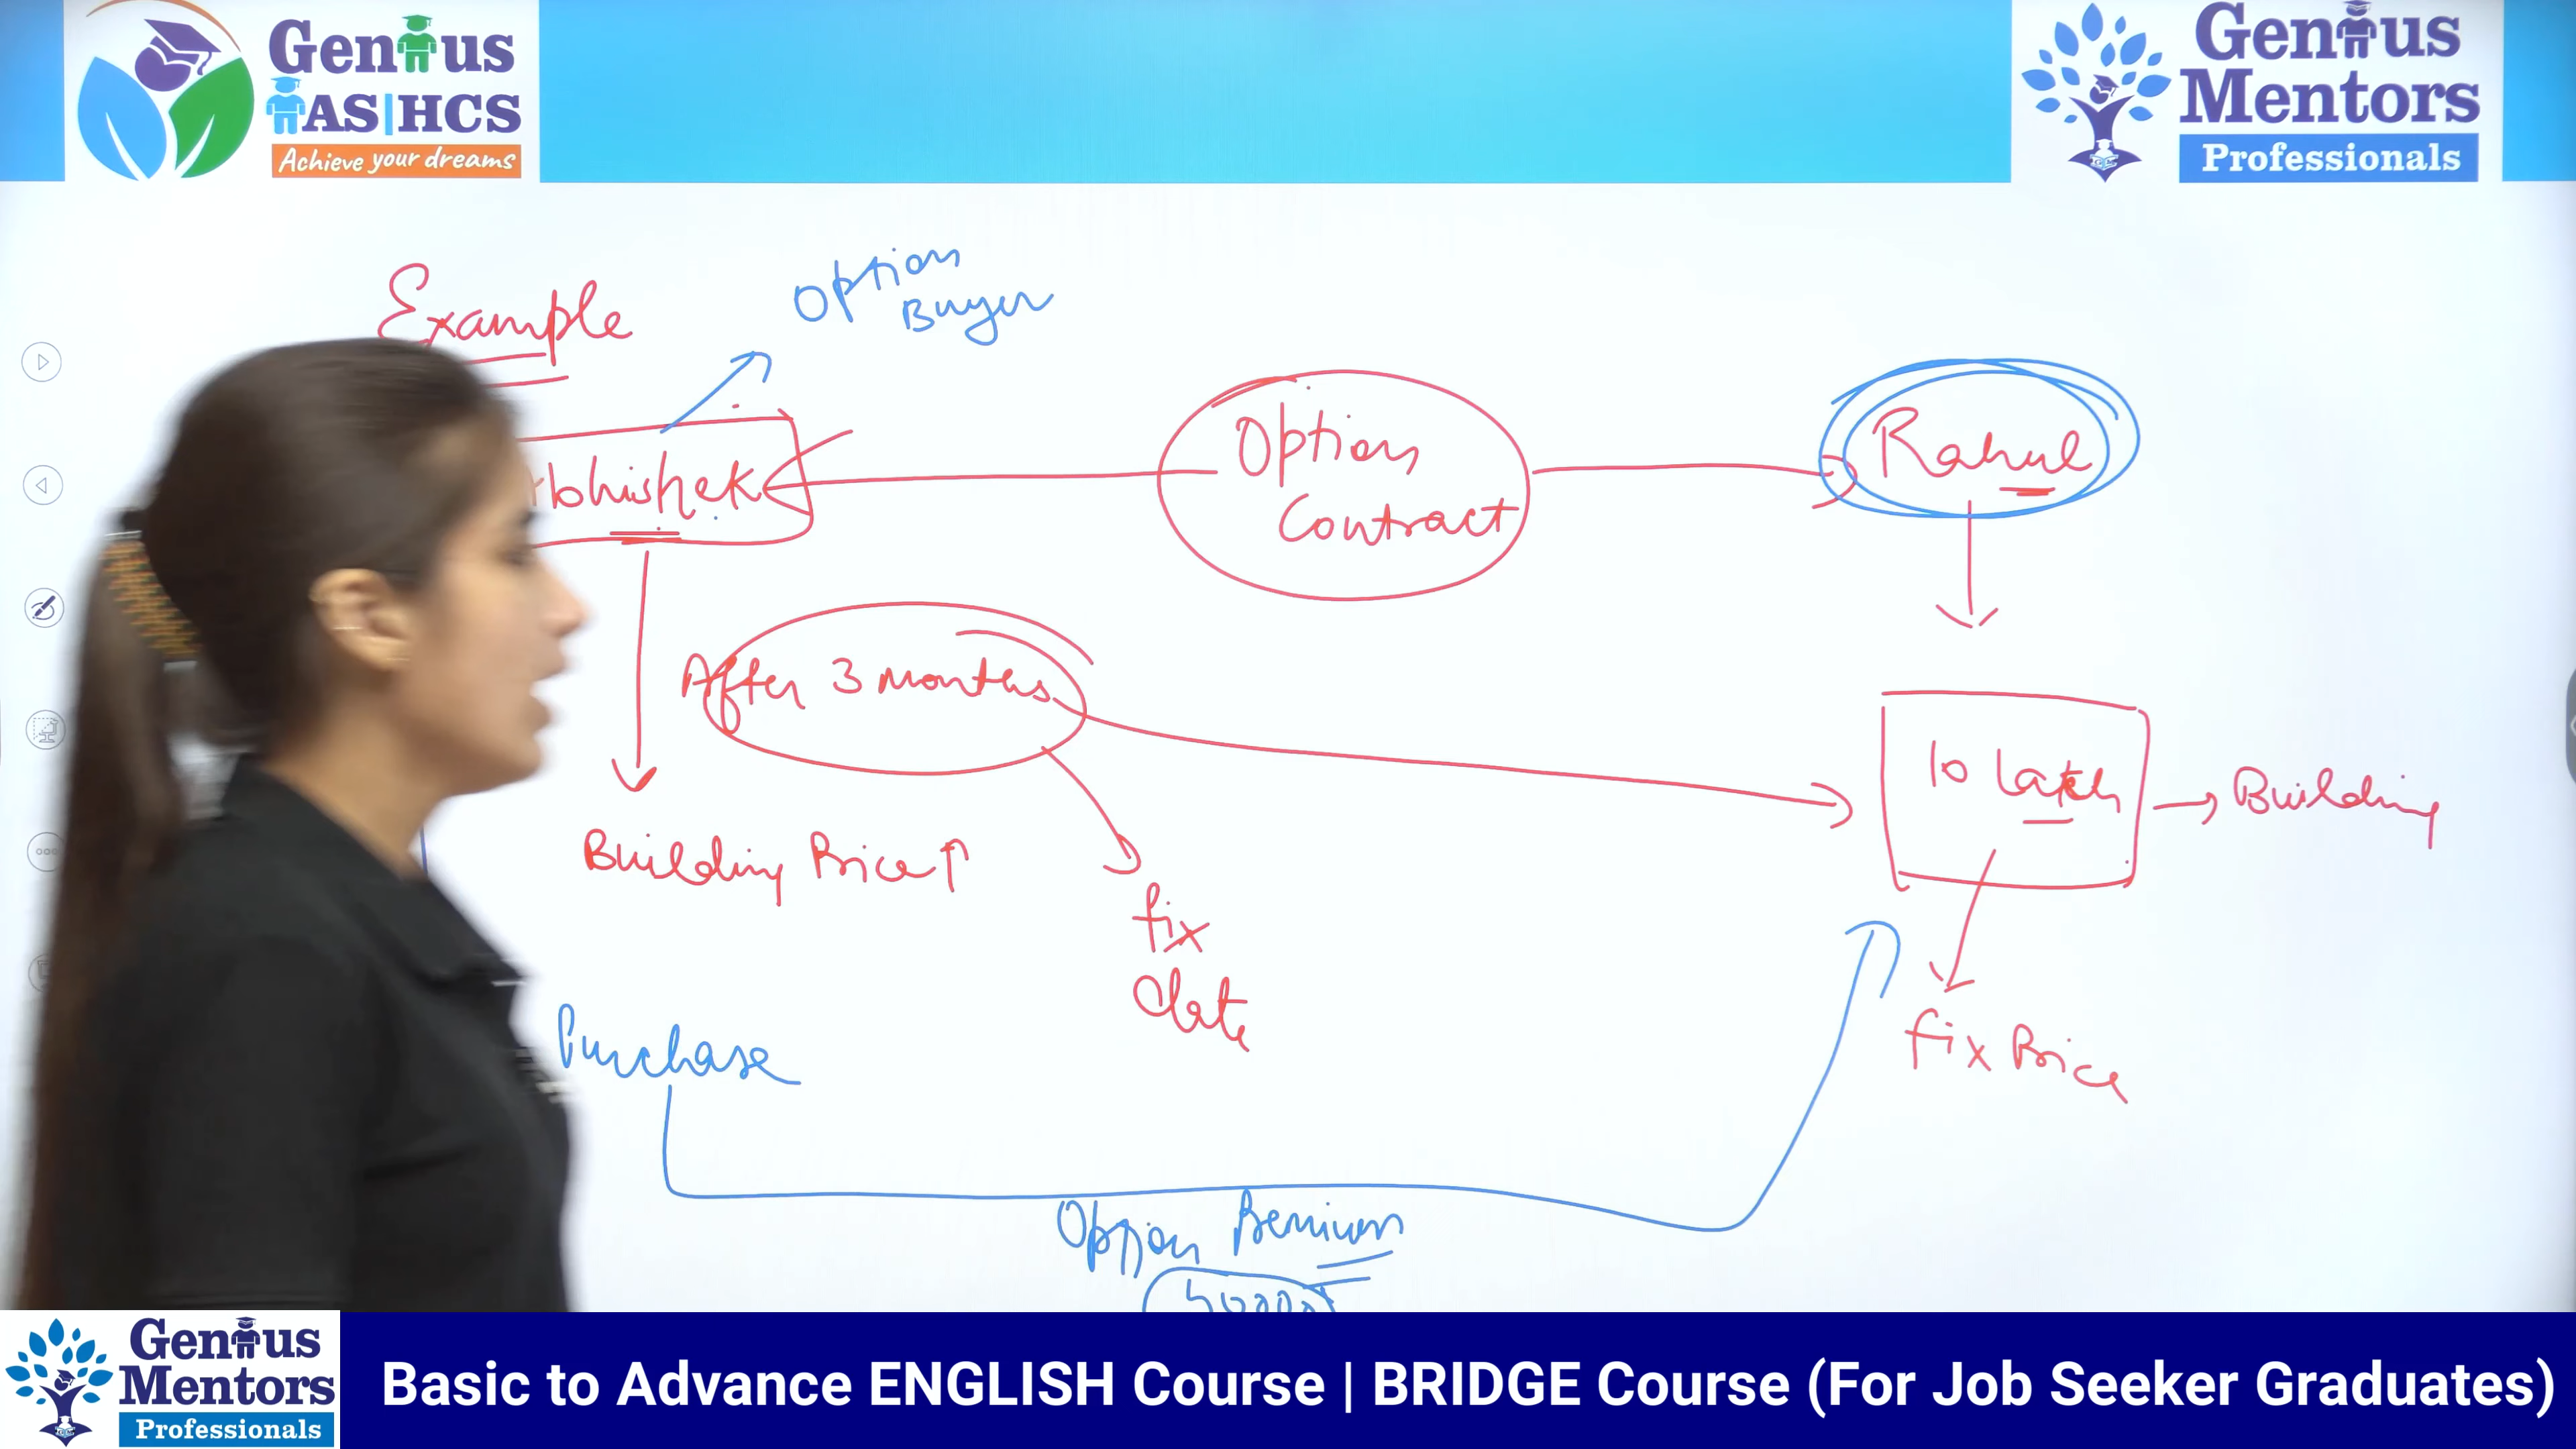 Genius
IAS|HCS
Achieve your dreams
Genius
Mentors
Professionals
Example
Option
Buyer
Abhishek
Option
Contract
Rahul
After 3 months
10 Lakh
Building
Building Price ↑
fix
date
fix Price
Purchase
Option Premium
Genius
Mentors
Professionals
Basic to Advance ENGLISH Course | BRIDGE Course (For Job Seeker Graduates)